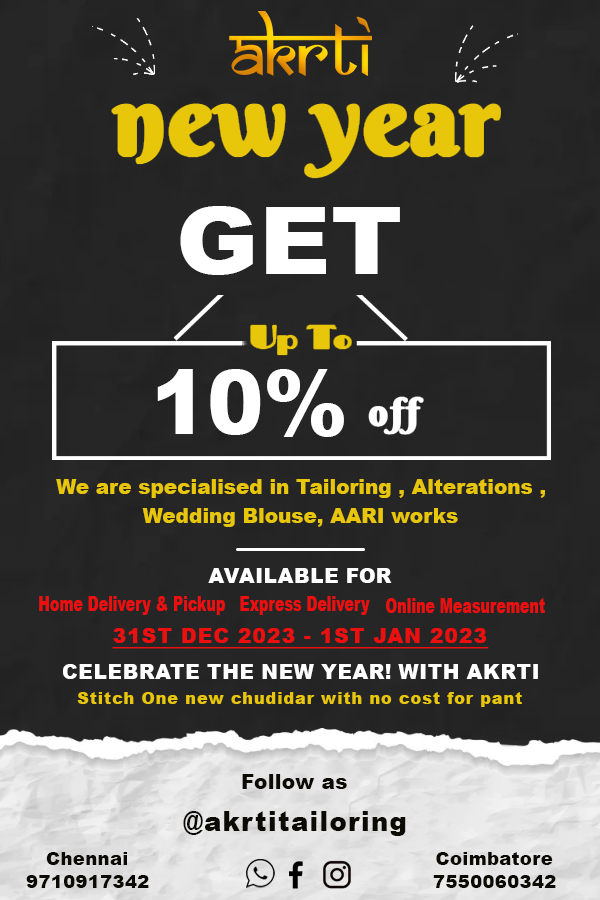 akrti
new year
GET
Up To
10% off
We are specialised in Tailoring , Alterations ,
Wedding Blouse, AARI works
AVAILABLE FOR
Home Delivery & Pickup Express Delivery Online Measurement
31ST DEC 2023 - 1ST JAN 2023
CELEBRATE THE NEW YEAR! WITH AKRTI
Stitch One new chudidar with no cost for pant
Follow as
@akrtitailoring
Chennai Coimbatore
9710917342 7550060342